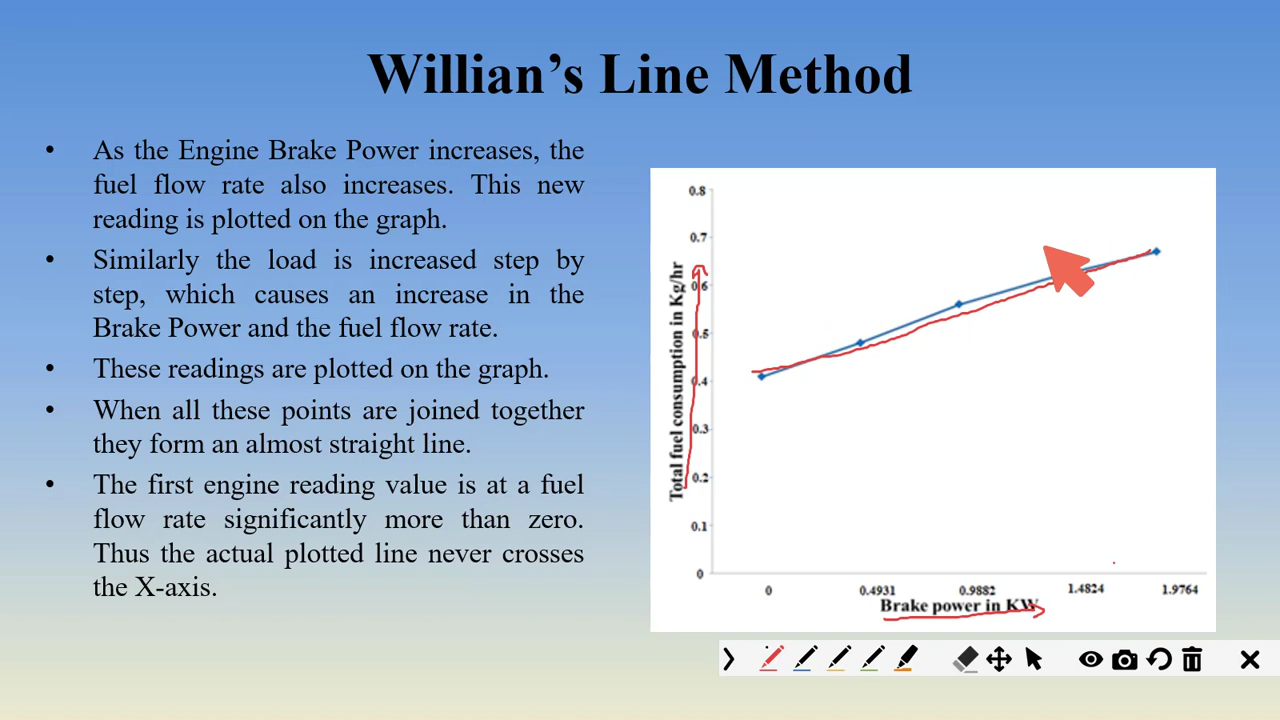 Willian's Line Method
• As the Engine Brake Power increases, the
fuel flow rate also increases. This new
reading is plotted on the graph.
• Similarly the load is increased step by
step, which causes an increase in the
Brake Power and the fuel flow rate.
• These readings are plotted on the graph.
• When all these points are joined together
they form an almost straight line.
• The first engine reading value is at a fuel
flow rate significantly more than zero.
Thus the actual plotted line never crosses
the X-axis.
Total fuel consumption in Kg/hr
0.8
0.7
0.6
0.5
0.4
0.3
0.2
0.1
0
0 0.4931 0.9882 1.4824 1.9764
Brake power in KW